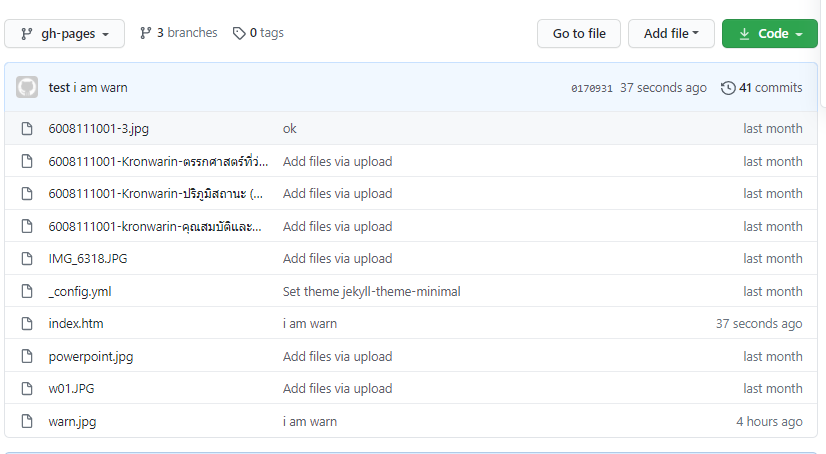 gh-pages 3 branches 0 tags Go to file Add file Code
test i am warn 0170931 37 seconds ago 41 commits
6008111001-3.jpg ok last month
6008111001-Kronwarin-ตรรกศาสตร์ที่ว่... Add files via upload last month
6008111001-Kronwarin-ปริภูมิสถานะ (... Add files via upload last month
6008111001-kronwarin-คุณสมบัติและ... Add files via upload last month
IMG_6318.JPG Add files via upload last month
_config.yml Set theme jekyll-theme-minimal last month
index.htm i am warn 37 seconds ago
powerpoint.jpg Add files via upload last month
w01.JPG Add files via upload last month
warn.jpg i am warn 4 hours ago